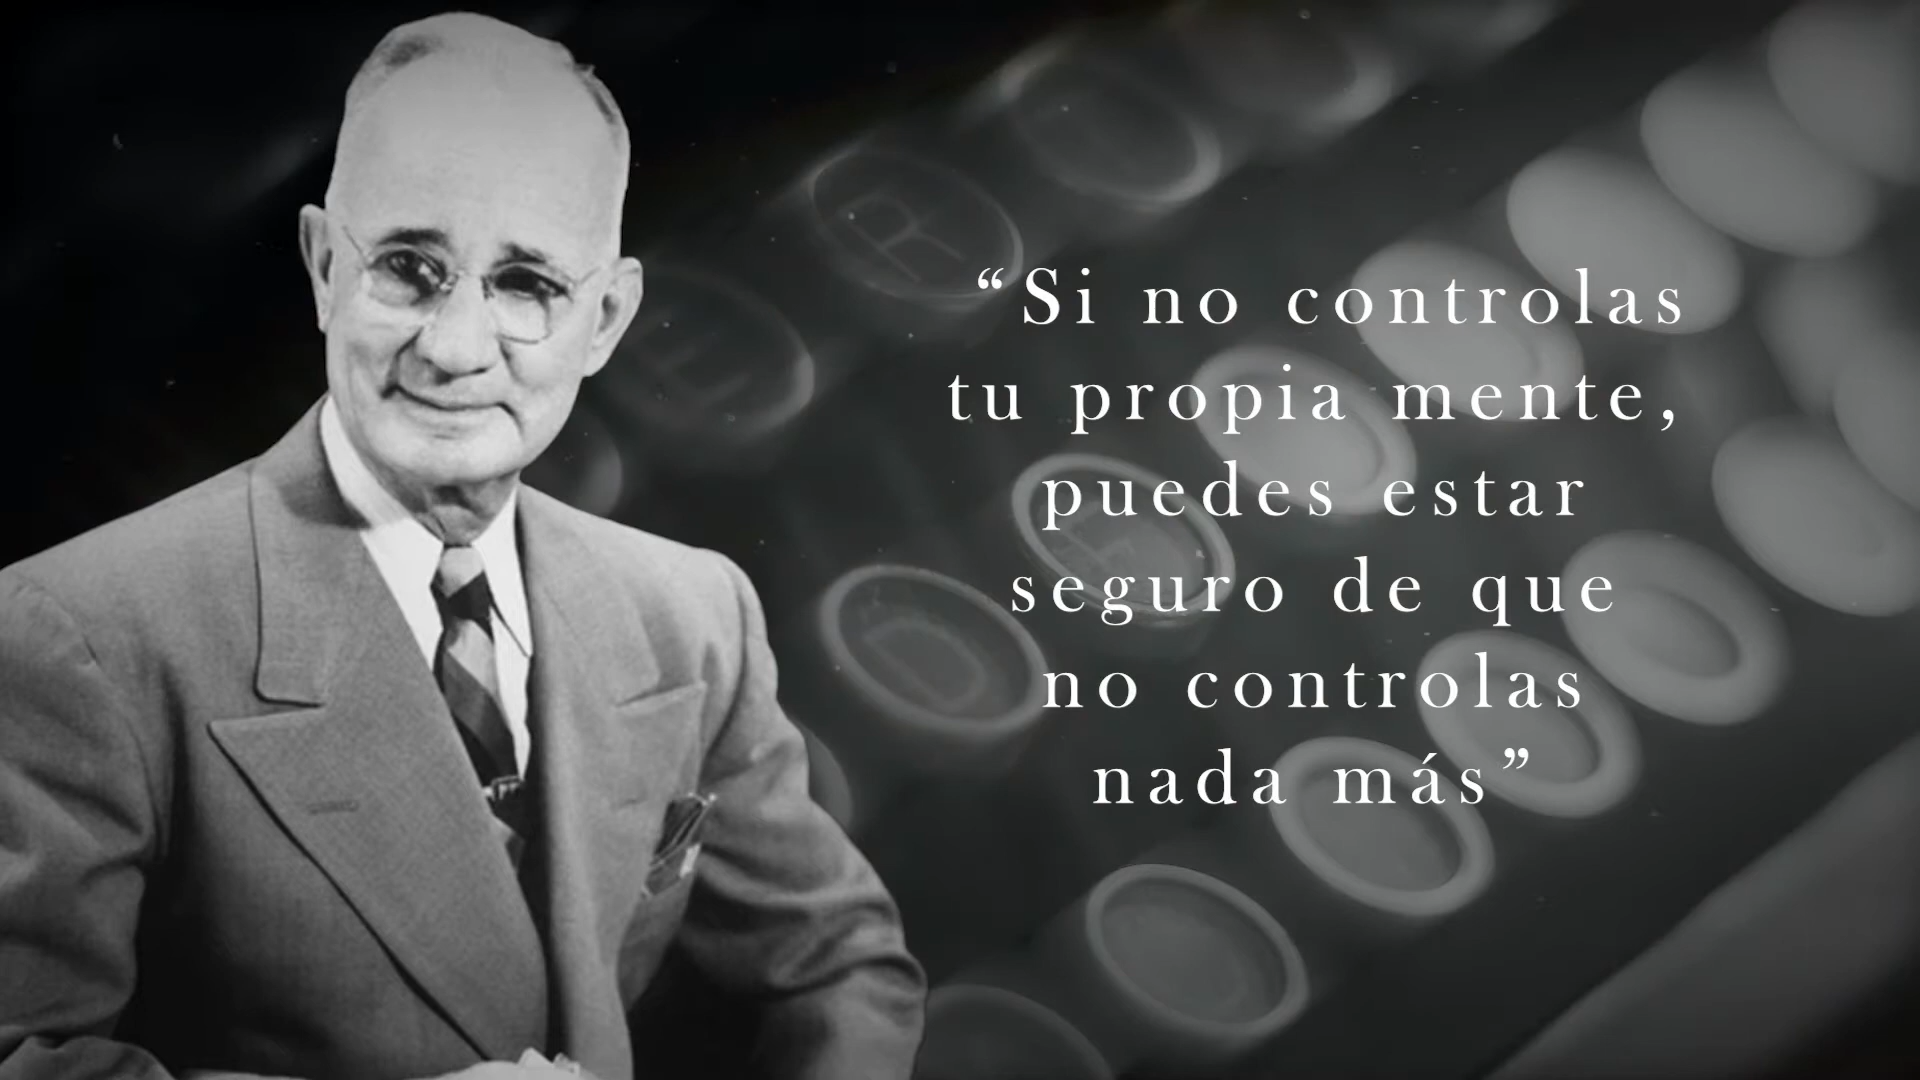 “Si no controlas
tu propia mente,
puedes estar
seguro de que
no controlas
nada más”
R
E
F
D